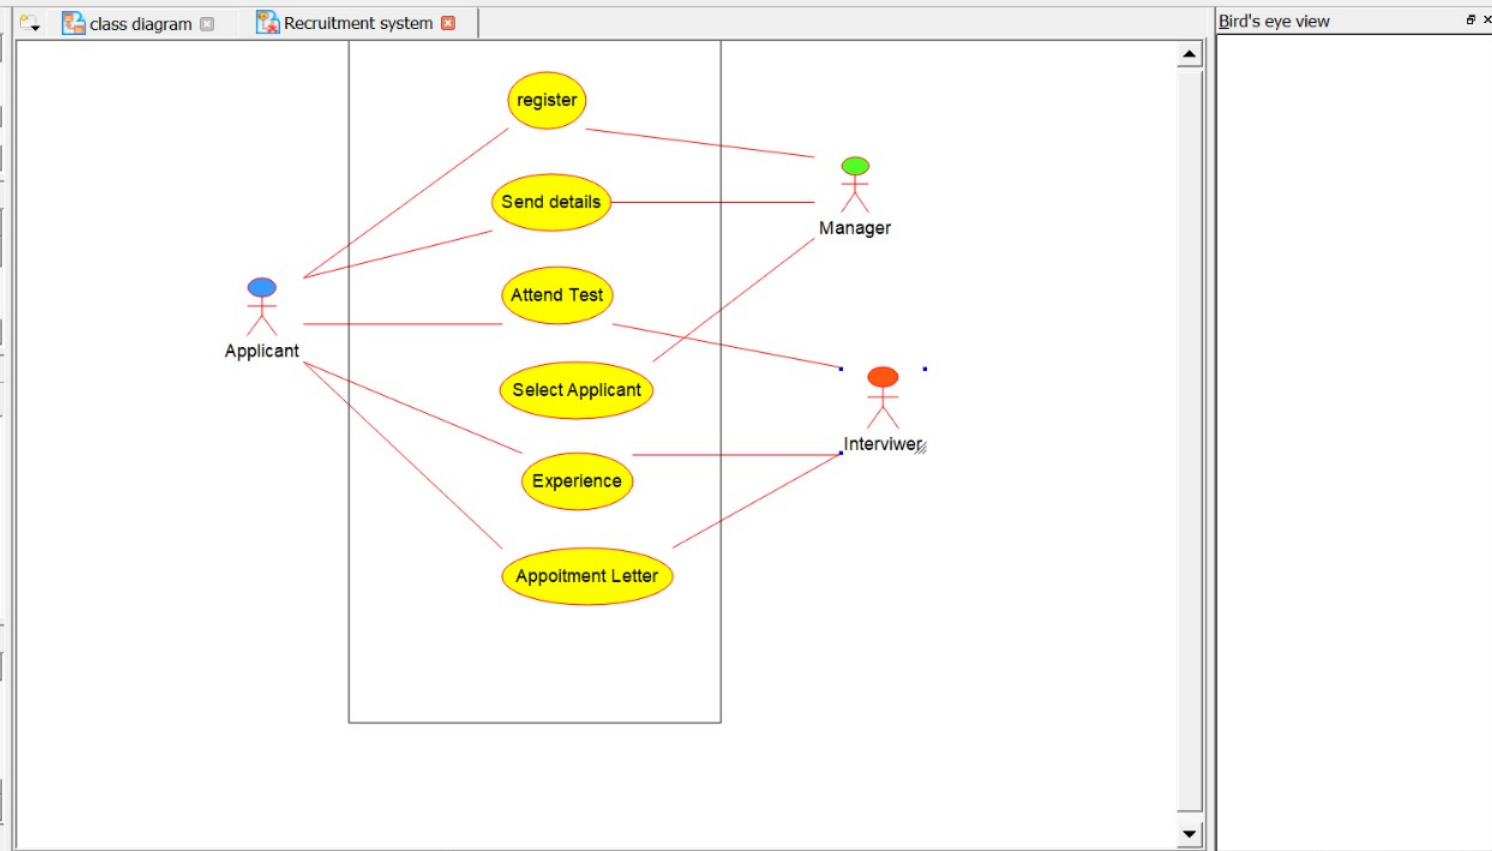 class diagram
Recruitment system
Bird's eye view
register
Send details
Manager
Attend Test
Applicant
Select Applicant
Interviwer
Experience
Appoitment Letter